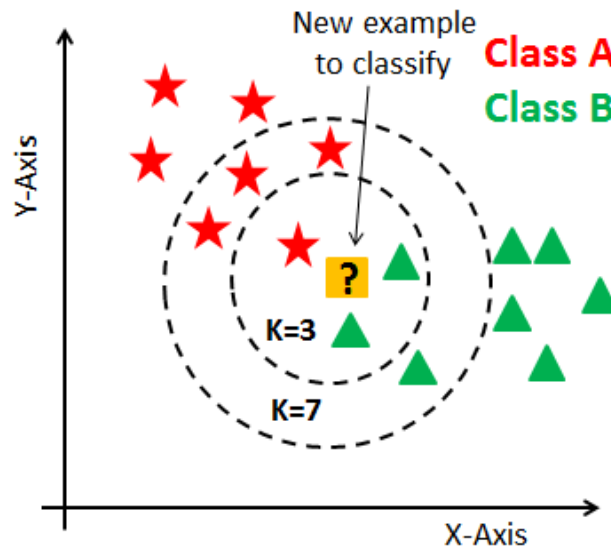 New example
to classify
Class A
Class B
Y-Axis
?
K=3
K=7
X-Axis